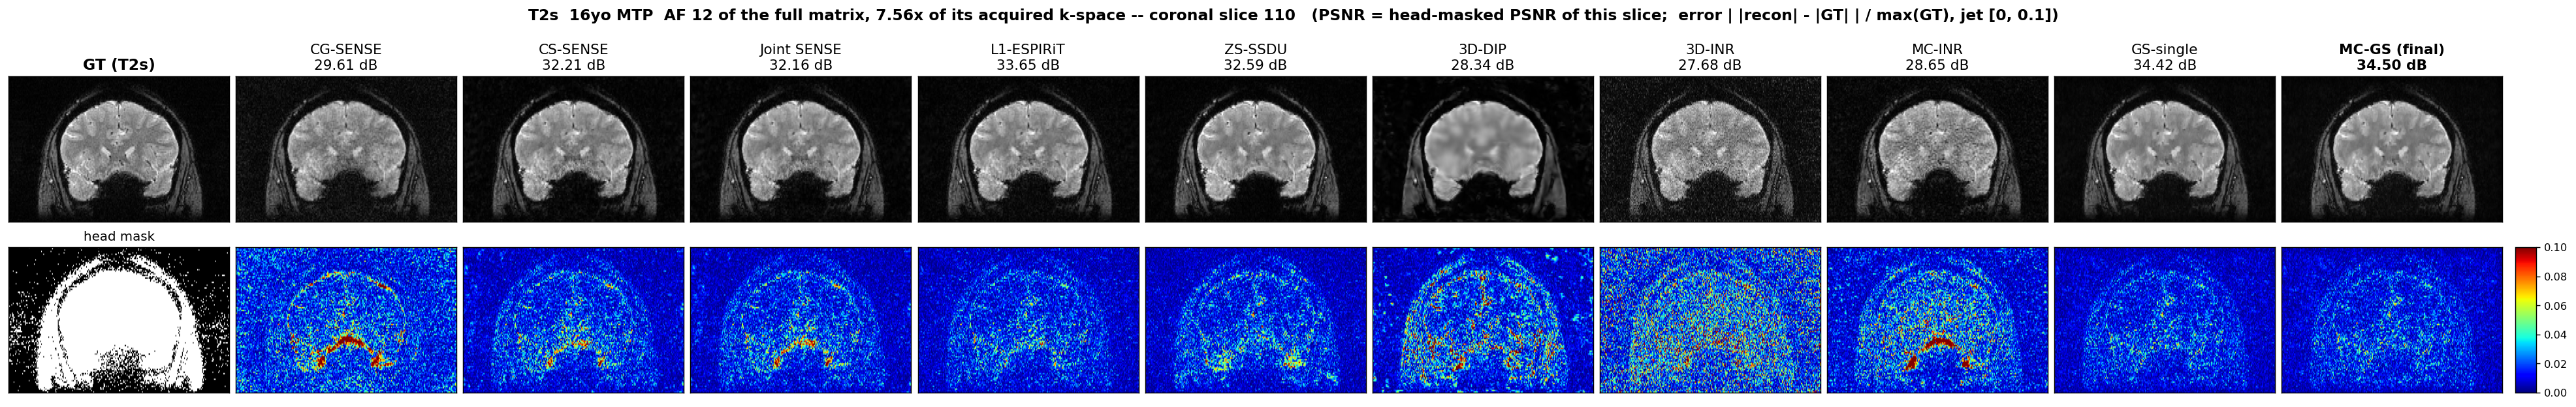 T2s  16yo MTP  AF 12 of the full matrix, 7.56x of its acquired k-space -- coronal slice 110   (PSNR = head-masked PSNR of this slice;  error | |recon| - |GT| | / max(GT), jet [0, 0.1])
GT (T2s)
CG-SENSE
29.61 dB
CS-SENSE
32.21 dB
Joint SENSE
32.16 dB
L1-ESPIRiT
33.65 dB
ZS-SSDU
32.59 dB
3D-DIP
28.34 dB
3D-INR
27.68 dB
MC-INR
28.65 dB
GS-single
34.42 dB
MC-GS (final)
34.50 dB
head mask
0.10
0.08
0.06
0.04
0.02
0.00